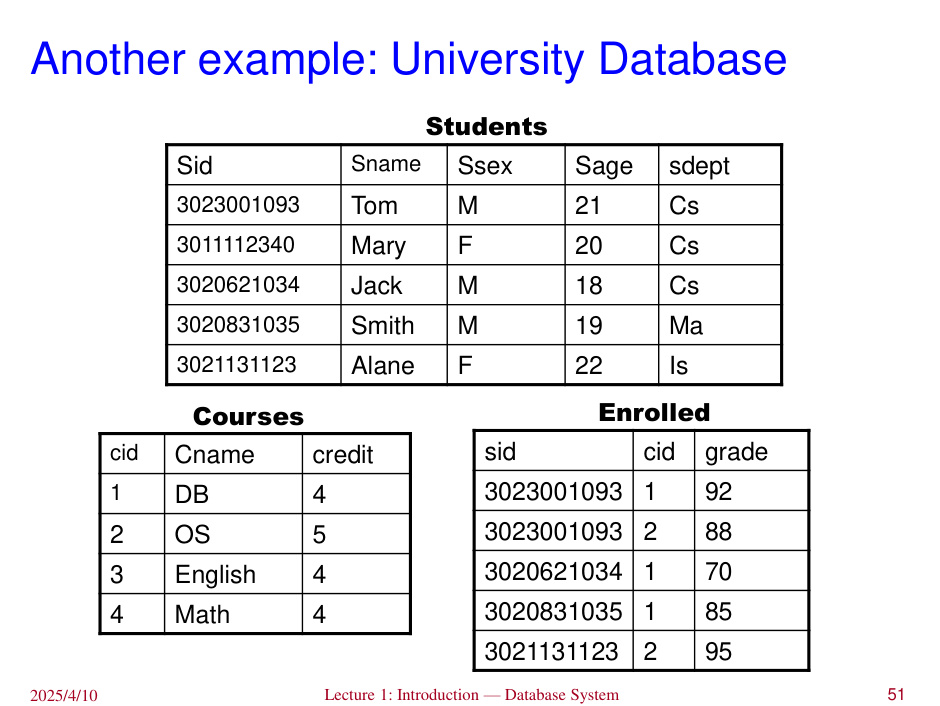 Another example: University Database
Students
Sid Sname Ssex Sage sdept
3023001093 Tom M 21 Cs
3011112340 Mary F 20 Cs
3020621034 Jack M 18 Cs
3020831035 Smith M 19 Ma
3021131123 Alane F 22 Is
Courses
cid Cname credit
1 DB 4
2 OS 5
3 English 4
4 Math 4
Enrolled
sid cid grade
3023001093 1 92
3023001093 2 88
3020621034 1 70
3020831035 1 85
3021131123 2 95
2025/4/10 Lecture 1: Introduction — Database System 51